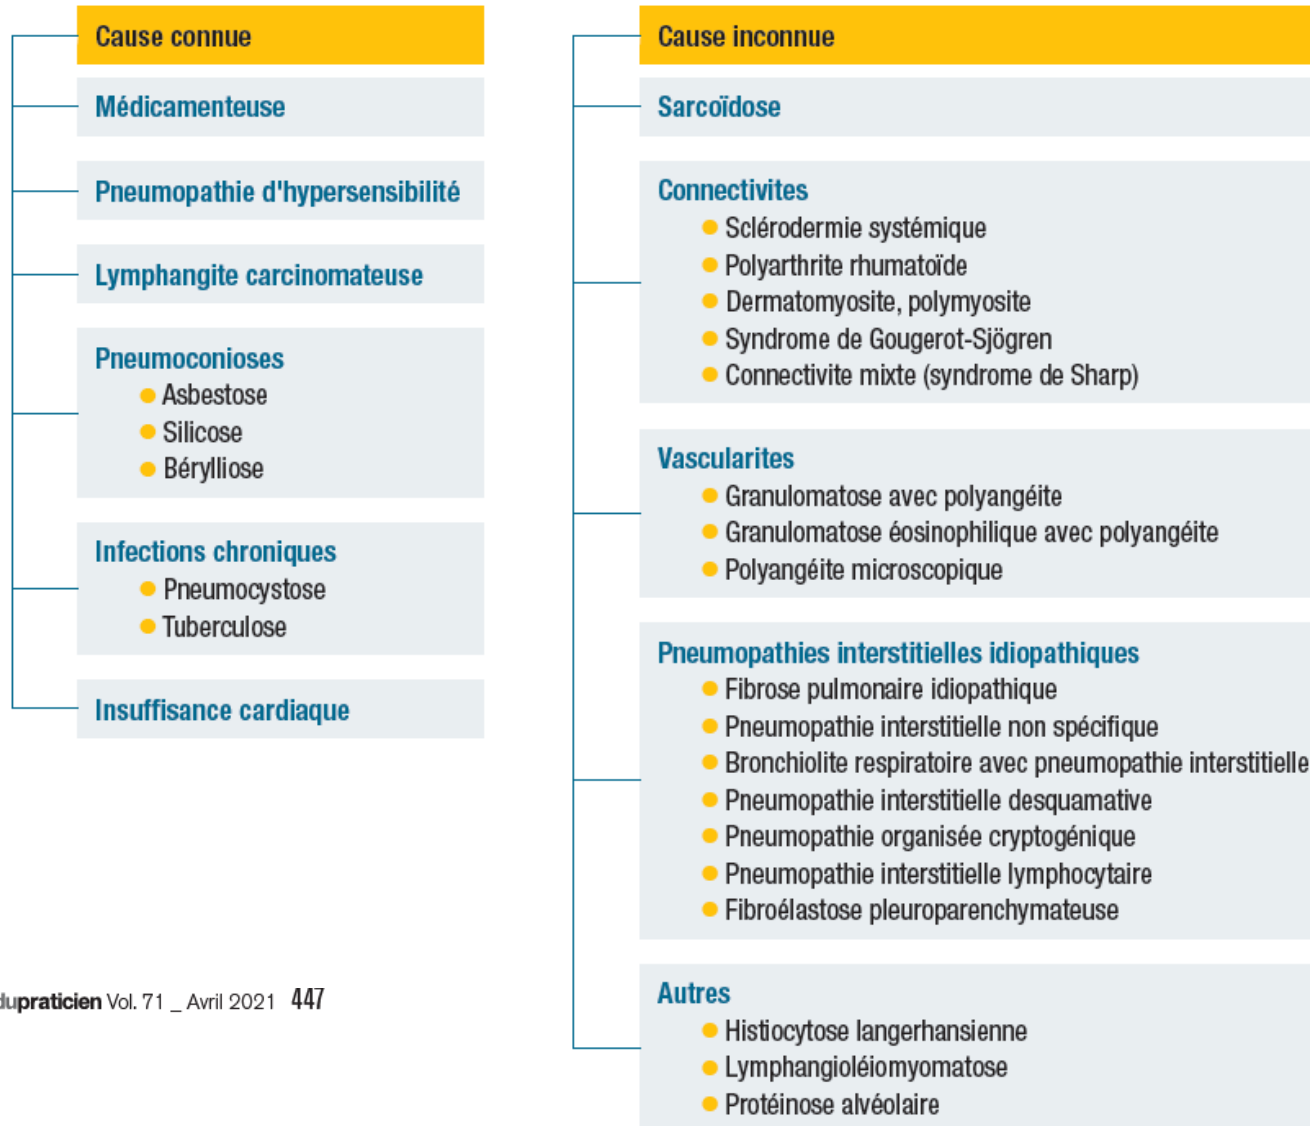 Cause connue
Médicamenteuse
Pneumopathie d'hypersensibilité
Lymphangite carcinomateuse
Pneumoconioses
Asbestose
Silicose
Bérylliose
Infections chroniques
Pneumocystose
Tuberculose
Insuffisance cardiaque
Cause inconnue
Sarcoïdose
Connectivites
Sclérodermie systémique
Polyarthrite rhumatoïde
Dermatomyosite, polymyosite
Syndrome de Gougerot-Sjögren
Connectivite mixte (syndrome de Sharp)
Vascularites
Granulomatose avec polyangéite
Granulomatose éosinophilique avec polyangéite
Polyangéite microscopique
Pneumopathies interstitielles idiopathiques
Fibrose pulmonaire idiopathique
Pneumopathie interstitielle non spécifique
Bronchiolite respiratoire avec pneumopathie interstitielle
Pneumopathie interstitielle desquamative
Pneumopathie organisée cryptogénique
Pneumopathie interstitielle lymphocytaire
Fibroélastose pleuroparenchymateuse
Autres
Histiocytose langerhansienne
Lymphangioléiomyomatose
Protéinose alvéolaire
dupraticien Vol. 71 _ Avril 2021 447